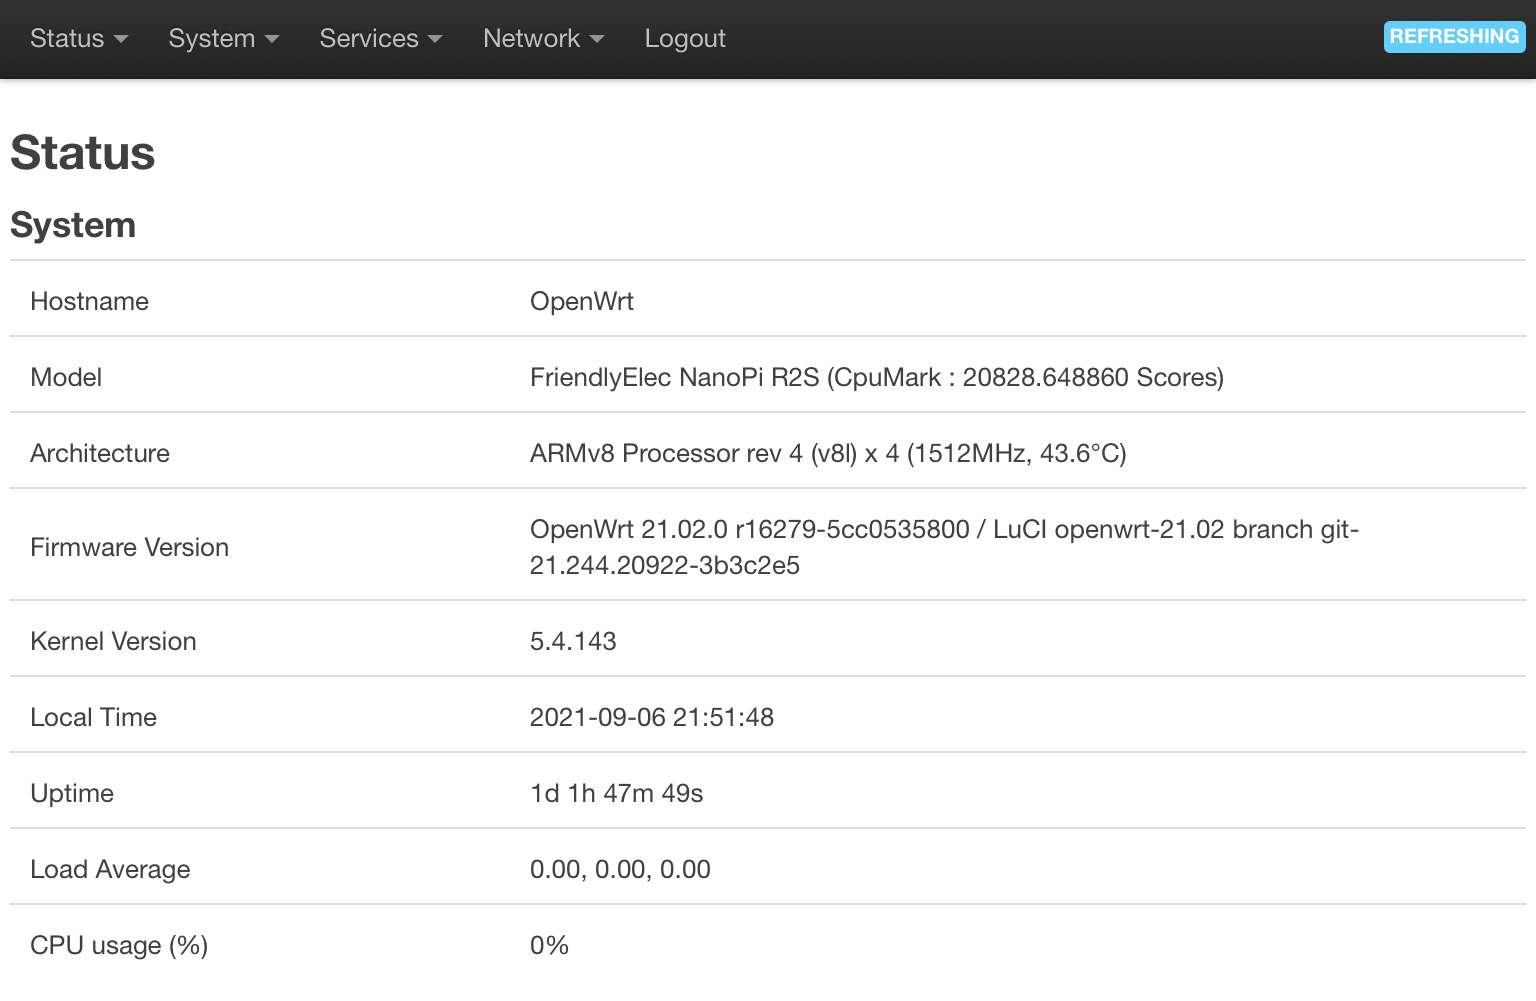 Status System Services Network Logout REFRESHING
Status
System
Hostname OpenWrt
Model FriendlyElec NanoPi R2S (CpuMark : 20828.648860 Scores)
Architecture ARMv8 Processor rev 4 (v8l) x 4 (1512MHz, 43.6°C)
Firmware Version OpenWrt 21.02.0 r16279-5cc0535800 / LuCI openwrt-21.02 branch git-
21.244.20922-3b3c2e5
Kernel Version 5.4.143
Local Time 2021-09-06 21:51:48
Uptime 1d 1h 47m 49s
Load Average 0.00, 0.00, 0.00
CPU usage (%) 0%